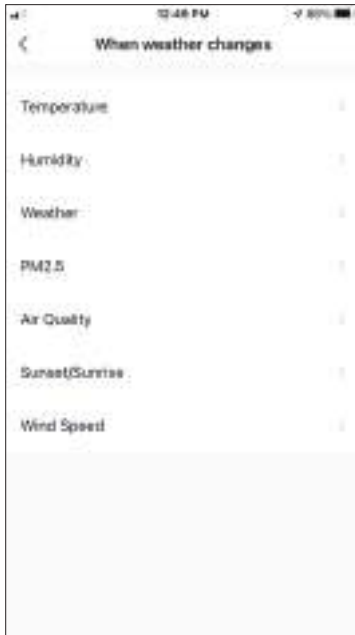 12:48 PM
When weather changes
Temperature
Humidity
Weather
PM2.5
Air Quality
Sunset/Sunrise
Wind Speed